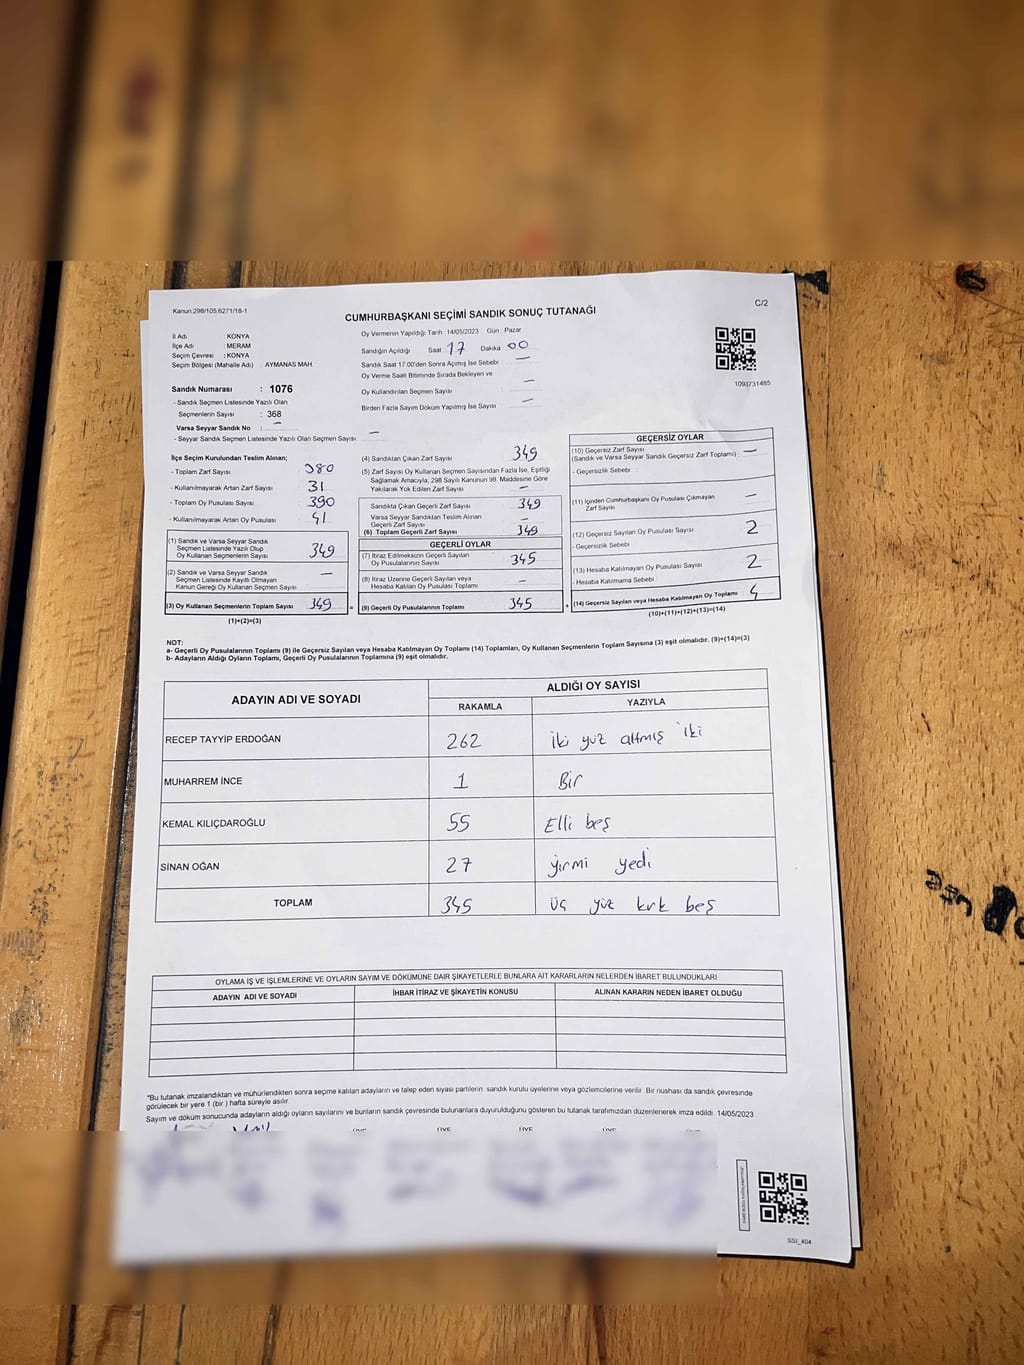 Kanun:298/105,6271/18-1
C/2
CUMHURBAŞKANI SEÇİMİ SANDIK SONUÇ TUTANAĞI
İl Adı : KONYA
İlçe Adı : MERAM
Seçim Çevresi : KONYA
Seçim Bölgesi (Mahalle Adı) : AYMANAS MAH
Sandık Numarası : 1076
- Sandık Seçmen Listesinde Yazılı Olan
Seçmenlerin Sayısı : 368
Varsa Seyyar Sandık No : —
- Seyyar Sandık Seçmen Listesinde Yazılı Olan Seçmen Sayısı: —
Oy Vermenin Yapıldığı Tarih : 14/05/2023 Gün : Pazar
Sandığın Açıldığı Saat 17 Dakika 00
Sandık Saat 17:00'den Sonra Açmış İse Sebebi : —
Oy Verme Saati Bitiminde Sırada Bekleyen ve
Oy Kullandırılan Seçmen Sayısı —
Birden Fazla Sayım Döküm Yapılmış İse Sayısı —
1093731465
İlçe Seçim Kurulundan Teslim Alınan;
- Toplam Zarf Sayısı 380
- Kullanılmayarak Artan Zarf Sayısı 31
- Toplam Oy Pusulası Sayısı 390
- Kullanılmayarak Artan Oy Pusulası 41
(1) Sandık ve Varsa Seyyar Sandık
Seçmen Listesinde Yazılı Olup
Oy Kullanan Seçmenlerin Sayısı 349
(2) Sandık ve Varsa Seyyar Sandık
Seçmen Listesinde Kayıtlı Olmayan
Kanun Gereği Oy Kullanan Seçmen Sayısı —
(3) Oy Kullanan Seçmenlerin Toplam Sayısı 349 =
(1)+(2)=(3)
(4) Sandıktan Çıkan Zarf Sayısı 349
(5) Zarf Sayısı Oy Kullanan Seçmen Sayısından Fazla İse, Eşitliği
Sağlamak Amacıyla, 298 Sayılı Kanunun 98. Maddesine Göre
Yakılarak Yok Edilen Zarf Sayısı —
Sandıkta Çıkan Geçerli Zarf Sayısı 349
Varsa Seyyar Sandıktan Teslim Alınan
Geçerli Zarf Sayısı —
(6) Toplam Geçerli Zarf Sayısı 349
GEÇERLİ OYLAR
(7) İtiraz Edilmeksizin Geçerli Sayılan
Oy Pusulasının Sayısı 345
(8) İtiraz Üzerine Geçerli Sayılan veya
Hesaba Katılan Oy Pusulası Toplamı —
(9) Geçerli Oy Pusulalarının Toplamı 345 +
GEÇERSİZ OYLAR
(10) Geçersiz Zarf Sayısı —
(Sandık ve Varsa Seyyar Sandık Geçersiz Zarf Toplamı)
- Geçersizlik Sebebi :
(11) İçinden Cumhurbaşkanı Oy Pusulası Çıkmayan
Zarf Sayısı —
(12) Geçersiz Sayılan Oy Pusulası Sayısı 2
- Geçersizlik Sebebi :
(13) Hesaba Katılmayan Oy Pusulası Sayısı 2
- Hesaba Katılmama Sebebi :
(14) Geçersiz Sayılan veya Hesaba Katılmayan Oy Toplamı 4
(10)+(11)+(12)+(13)=(14)
NOT:
a- Geçerli Oy Pusulalarının Toplamı (9) ile Geçersiz Sayılan veya Hesaba Katılmayan Oy Toplamı (14) Toplamları, Oy Kullanan Seçmenlerin Toplam Sayısına (3) eşit olmalıdır. (9)+(14)=(3)
b- Adayların Aldığı Oyların Toplamı, Geçerli Oy Pusulalarının Toplamına (9) eşit olmalıdır.
ADAYIN ADI VE SOYADI
ALDIĞI OY SAYISI
RAKAMLA YAZIYLA
RECEP TAYYİP ERDOĞAN 262 iki yüz altmış iki
MUHARREM İNCE 1 Bir
KEMAL KILIÇDAROĞLU 55 Elli beş
SİNAN OĞAN 27 yirmi yedi
TOPLAM 345 üç yüz kırk beş
OYLAMA İŞ VE İŞLEMLERİNE VE OYLARIN SAYIM VE DÖKÜMÜNE DAİR ŞİKAYETLERLE BUNLARA AİT KARARLARIN NELERDEN İBARET BULUNDUKLARI
ADAYIN ADI VE SOYADI İHBAR İTİRAZ VE ŞİKAYETİN KONUSU ALINAN KARARIN NEDEN İBARET OLDUĞU
"Bu tutanak imzalandıktan ve mühürlendikten sonra seçime katılan adayların ve talep eden siyasi partilerin sandık kurulu üyelerine veya gözlemcilerine verilir. Bir nushası da sandık çevresinde
görülecek bir yere 1 (bir) hafta süreyle asılır.
Sayım ve döküm sonucunda adayların aldığı oyların sayılarını ve bunların sandık çevresinde bulunanlara duyurulduğunu gösteren bu tutanak tarafımızdan düzenlenerek imza edildi. 14/05/2023
ÜYE ÜYE ÜYE ÜYE
SSI_404